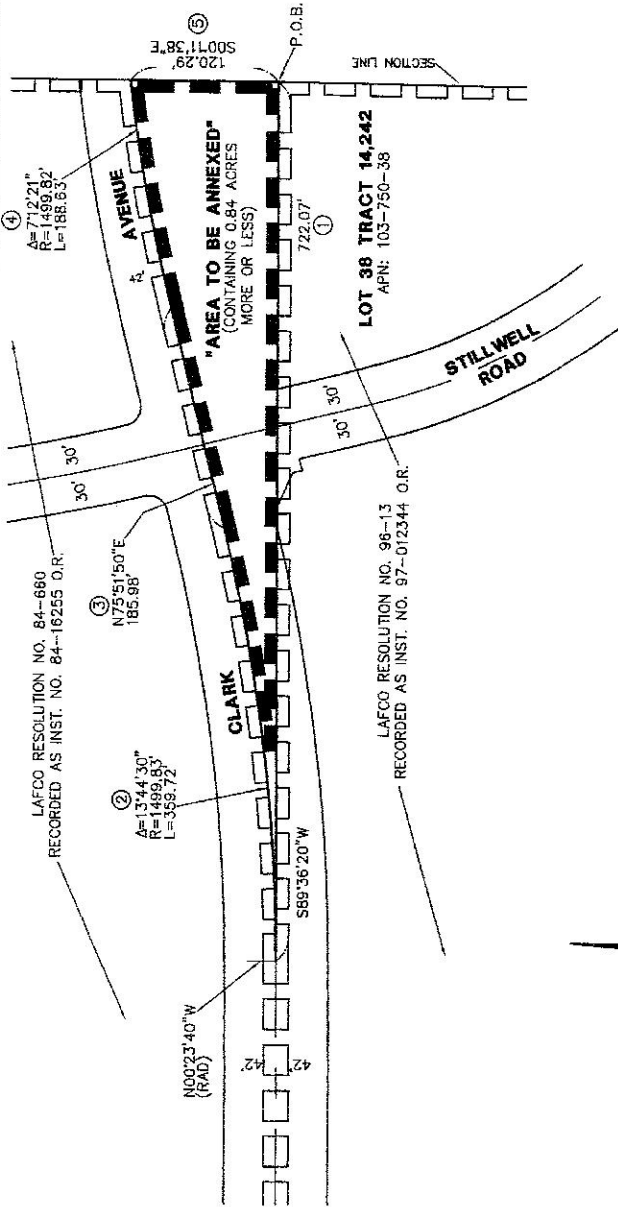 LAFCO RESOLUTION NO. 84-660
RECORDED AS INST. NO. 84-16255 O.R.
④
Δ=7°12'21"
R=1499.82'
L=188.63'
⑤
S00°11'38"E
120.29'
P.O.B.
SECTION LINE
AVENUE
42'
"AREA TO BE ANNEXED"
(CONTAINING 0.84 ACRES
MORE OR LESS)
722.07'
①
LOT 38 TRACT 14,242
APN: 103-750-38
30'
30'
③
N75°51'50"E
185.98'
CLARK
②
Δ=13°44'30"
R=1499.83'
L=359.72'
30'
30'
STILLWELL
ROAD
S89°36'20"W
N00°23'40"W
(RAD)
42'
42'
LAFCO RESOLUTION NO. 96-13
RECORDED AS INST. NO. 97-012344 O.R.